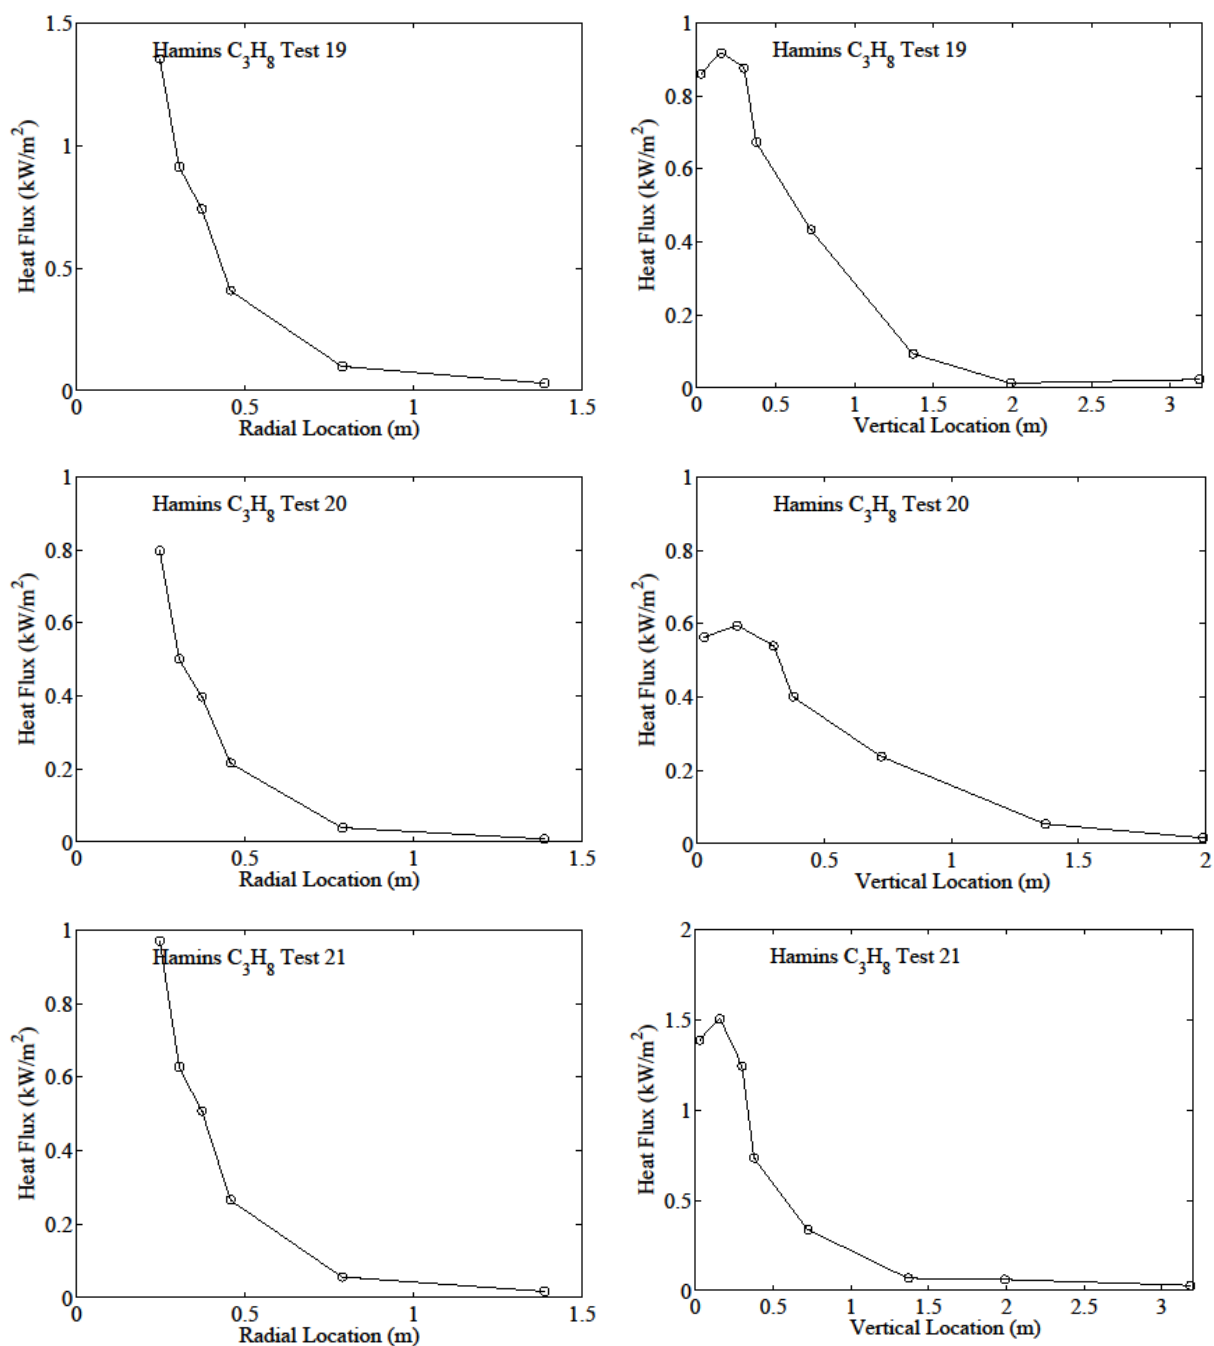 Hamins C3H8 Test 19
Heat Flux (kW/m2)
1.5
1
0.5
0
0 0.5 1 1.5
Radial Location (m)
Hamins C3H8 Test 19
Heat Flux (kW/m2)
1
0.8
0.6
0.4
0.2
0
0 0.5 1 1.5 2 2.5 3
Vertical Location (m)
Hamins C3H8 Test 20
Heat Flux (kW/m2)
1
0.8
0.6
0.4
0.2
0
0 0.5 1 1.5
Radial Location (m)
Hamins C3H8 Test 20
Heat Flux (kW/m2)
1
0.8
0.6
0.4
0.2
0
0 0.5 1 1.5 2
Vertical Location (m)
Hamins C3H8 Test 21
Heat Flux (kW/m2)
1
0.8
0.6
0.4
0.2
0
0 0.5 1 1.5
Radial Location (m)
Hamins C3H8 Test 21
Heat Flux (kW/m2)
2
1.5
1
0.5
0
0 0.5 1 1.5 2 2.5 3
Vertical Location (m)